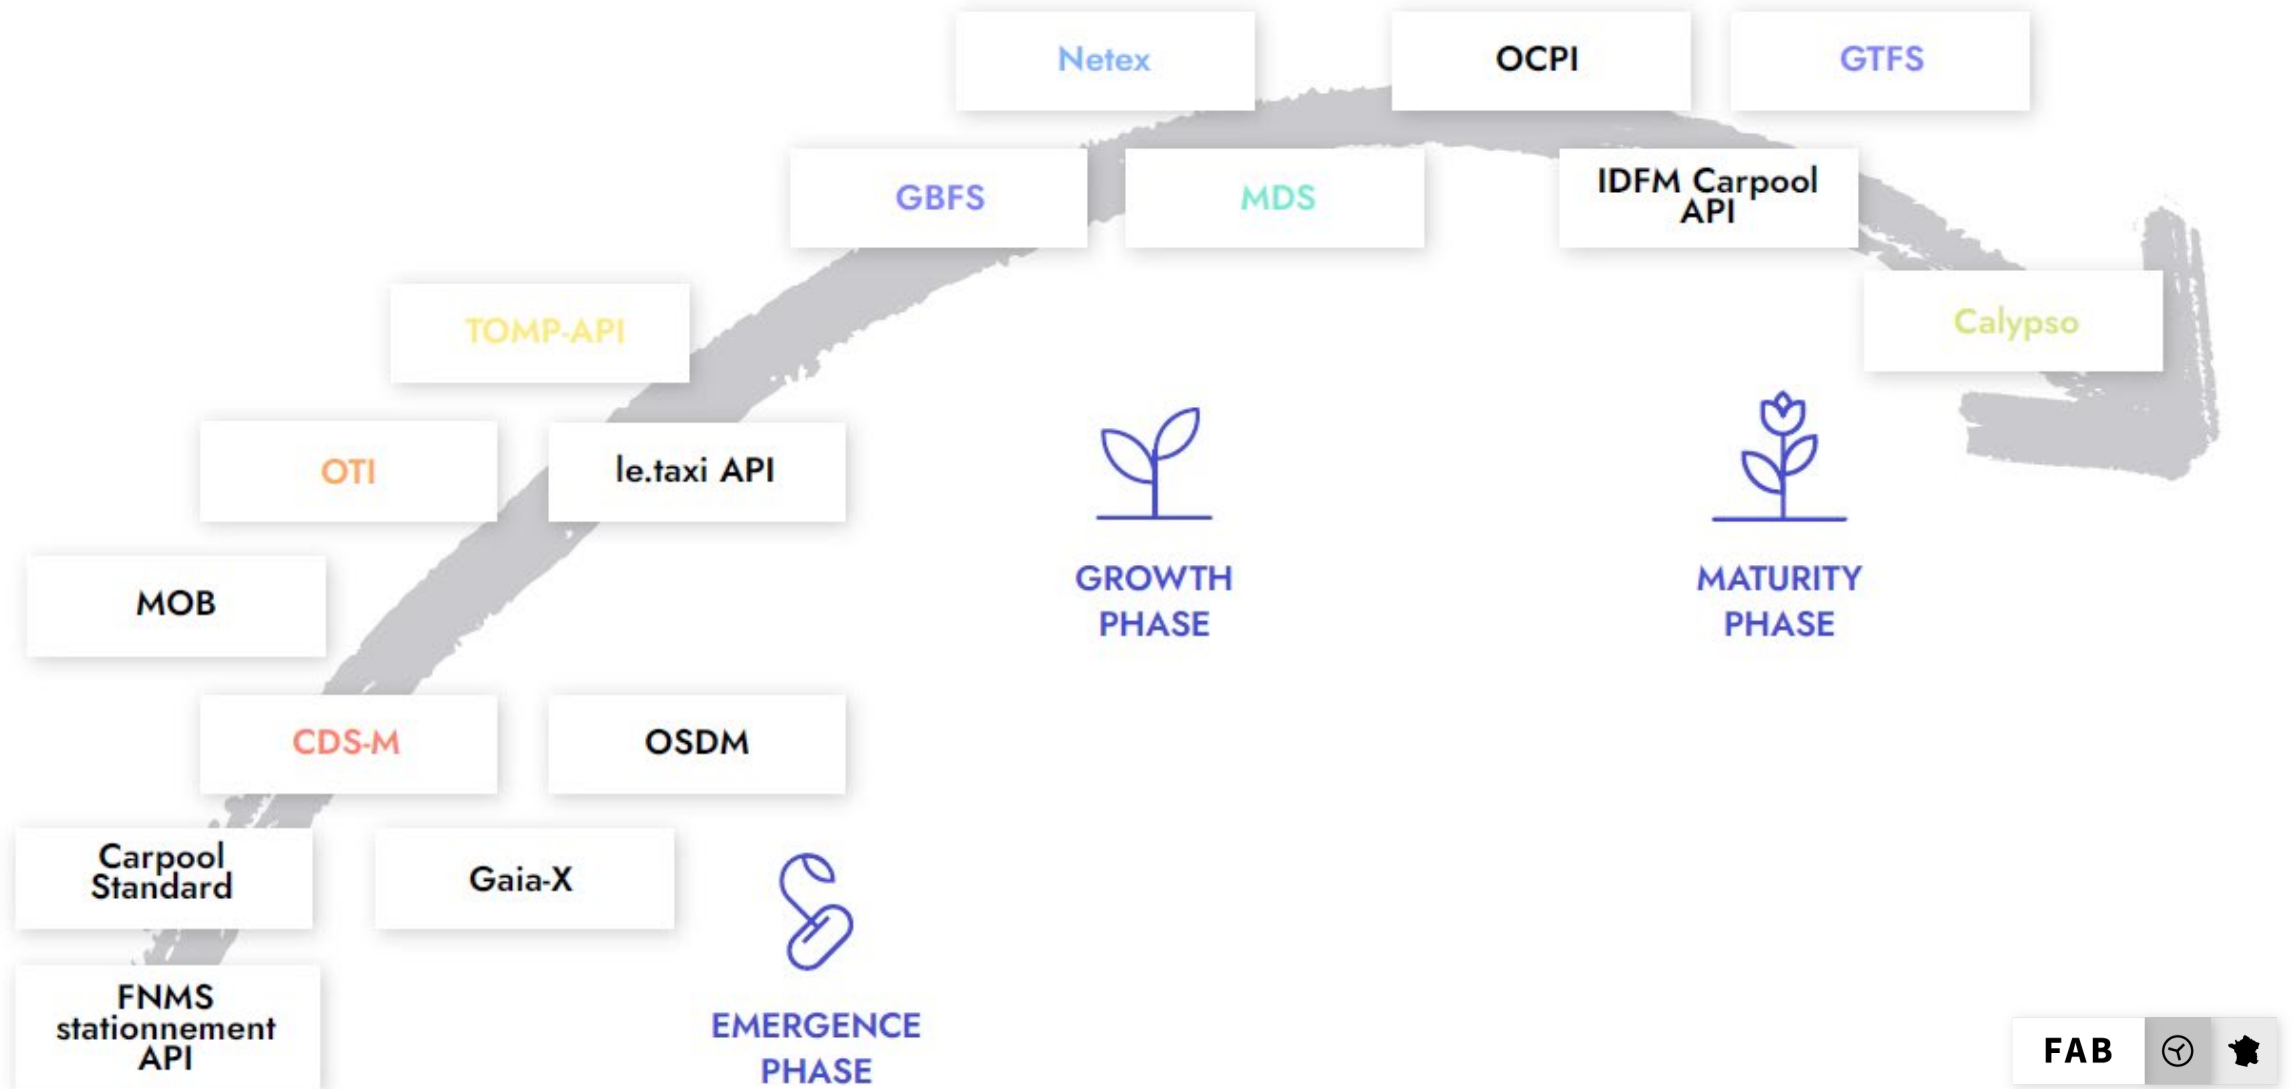 Netex
OCPI
GTFS
GBFS
MDS
IDFM Carpool
API
TOMP-API
Calypso
OTI
le.taxi API
MOB
GROWTH
PHASE
MATURITY
PHASE
CDS-M
OSDM
Carpool
Standard
Gaia-X
FNMS
stationnement
API
EMERGENCE
PHASE
FAB